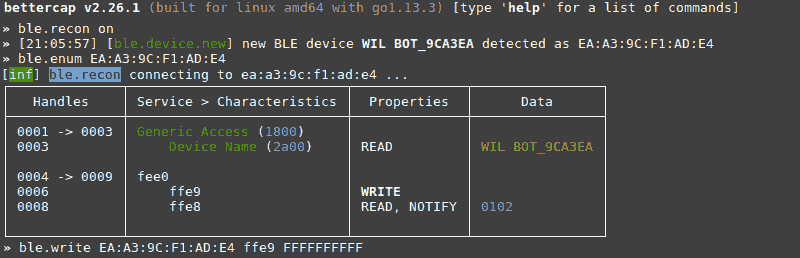 bettercap v2.26.1 (built for linux amd64 with go1.13.3) [type 'help' for a list of commands]
» ble.recon on
» [21:05:57] [ble.device.new] new BLE device WIL BOT_9CA3EA detected as EA:A3:9C:F1:AD:E4
» ble.enum EA:A3:9C:F1:AD:E4
[inf] ble.recon connecting to ea:a3:9c:f1:ad:e4 ...
Handles Service > Characteristics Properties Data
0001 -> 0003 Generic Access (1800)
0003 Device Name (2a00) READ WIL BOT_9CA3EA
0004 -> 0009 fee0
0006 ffe9 WRITE
0008 ffe8 READ, NOTIFY 0102
» ble.write EA:A3:9C:F1:AD:E4 ffe9 FFFFFFFFFF